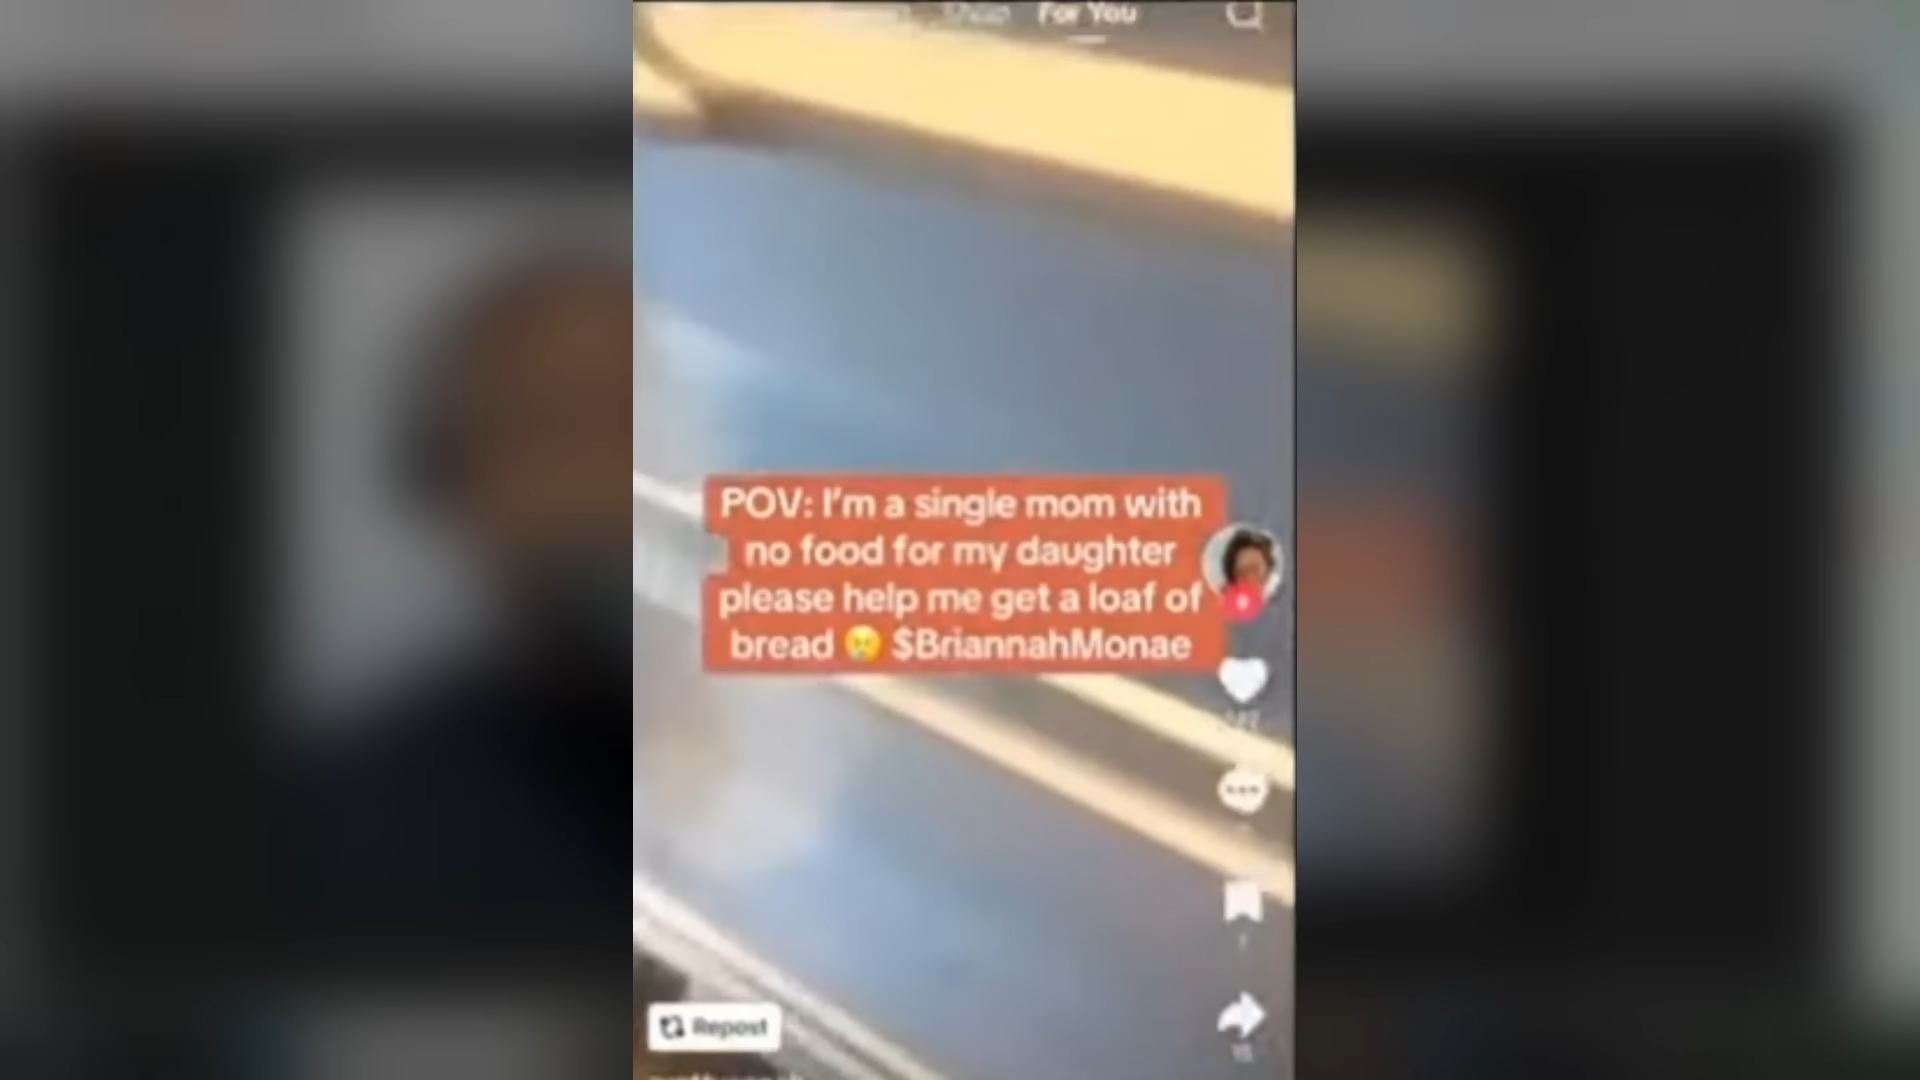 Shop For You
POV: I'm a single mom with
no food for my daughter
please help me get a loaf of
bread 😢 $BriannahMonae
Repost